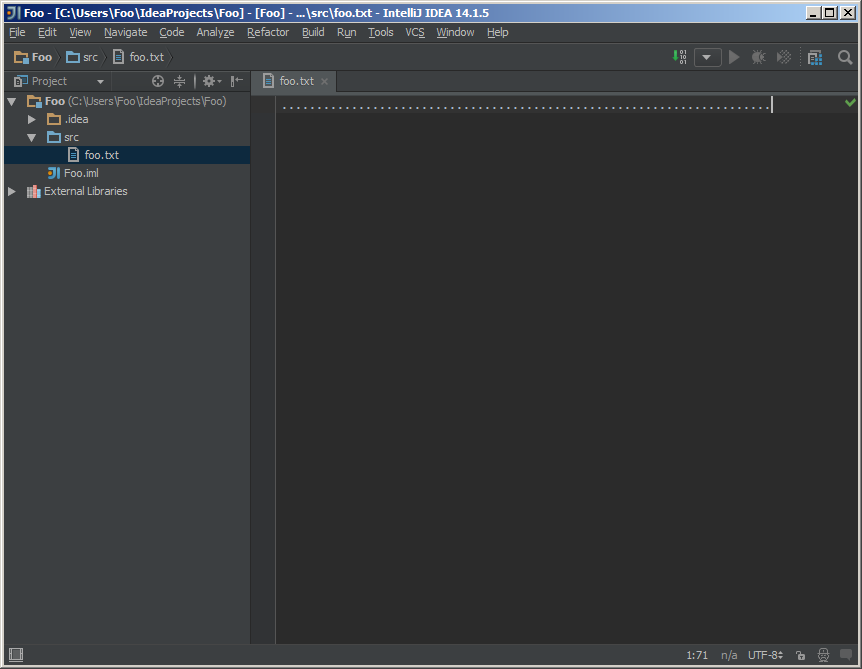 Foo - [C:\Users\Foo\IdeaProjects\Foo] - [Foo] - ...\src\foo.txt - IntelliJ IDEA 14.1.5
File Edit View Navigate Code Analyze Refactor Build Run Tools VCS Window Help
Foo src foo.txt
Project
foo.txt
Foo (C:\Users\Foo\IdeaProjects\Foo)
......................................................................
.idea
src
foo.txt
Foo.iml
External Libraries
1:71 n/a UTF-8